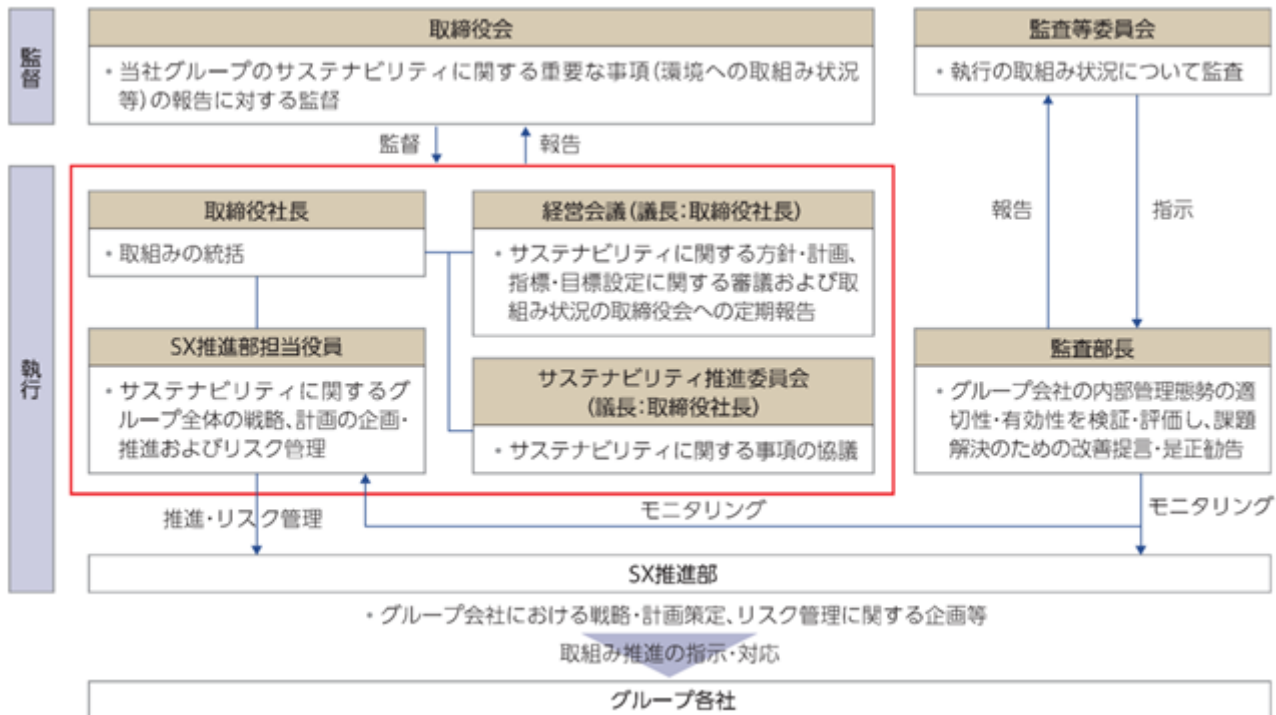 監督
取締役会
・当社グループのサステナビリティに関する重要な事項(環境への取組み状況
等)の報告に対する監督
監査等委員会
・執行の取組み状況について監査
監督
報告
執行
取締役社長
・取組みの統括
経営会議(議長:取締役社長)
・サステナビリティに関する方針・計画、
指標・目標設定に関する審議および取
組み状況の取締役会への定期報告
報告
指示
SX推進部担当役員
・サステナビリティに関するグ
ループ全体の戦略、計画の企画・
推進およびリスク管理
サステナビリティ推進委員会
(議長:取締役社長)
・サステナビリティに関する事項の協議
監査部長
・グループ会社の内部管理態勢の適
切性・有効性を検証・評価し、課題
解決のための改善提言・是正勧告
推進・リスク管理
モニタリング
モニタリング
SX推進部
・グループ会社における戦略・計画策定、リスク管理に関する企画等
取組み推進の指示・対応
グループ各社